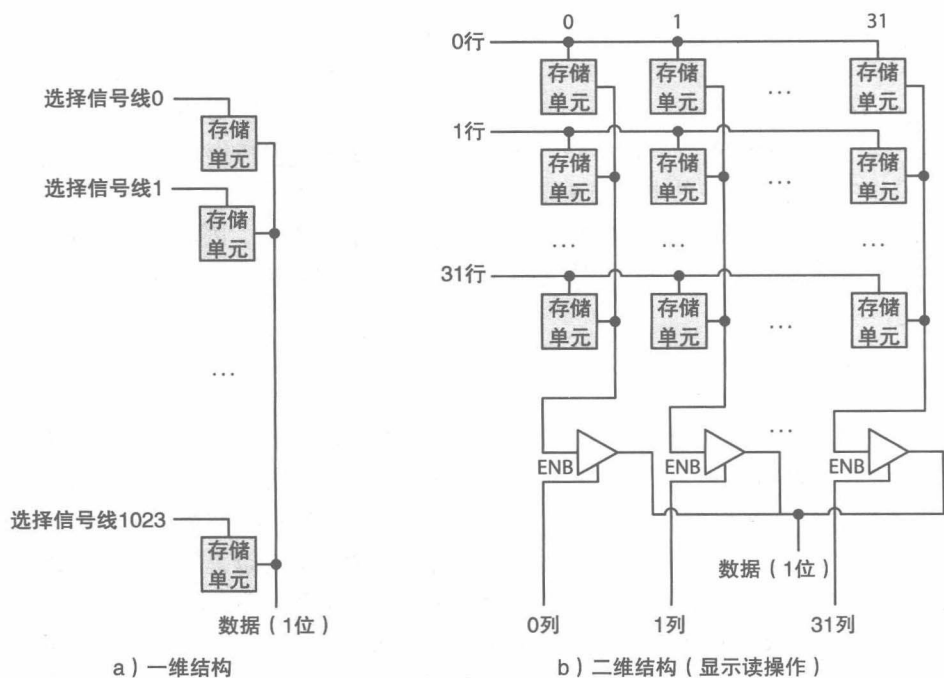 选择信号线0
存储
单元
选择信号线1
存储
单元
...
选择信号线1023
存储
单元
数据（1位）
a）一维结构
0 1 31
0行
存储 存储 ... 存储
单元 单元 单元
1行
存储 存储 ... 存储
单元 单元 单元
... ... ...
31行
存储 存储 ... 存储
单元 单元 单元
...
ENB ENB ENB
数据（1位）
0列 1列 31列
b）二维结构（显示读操作）